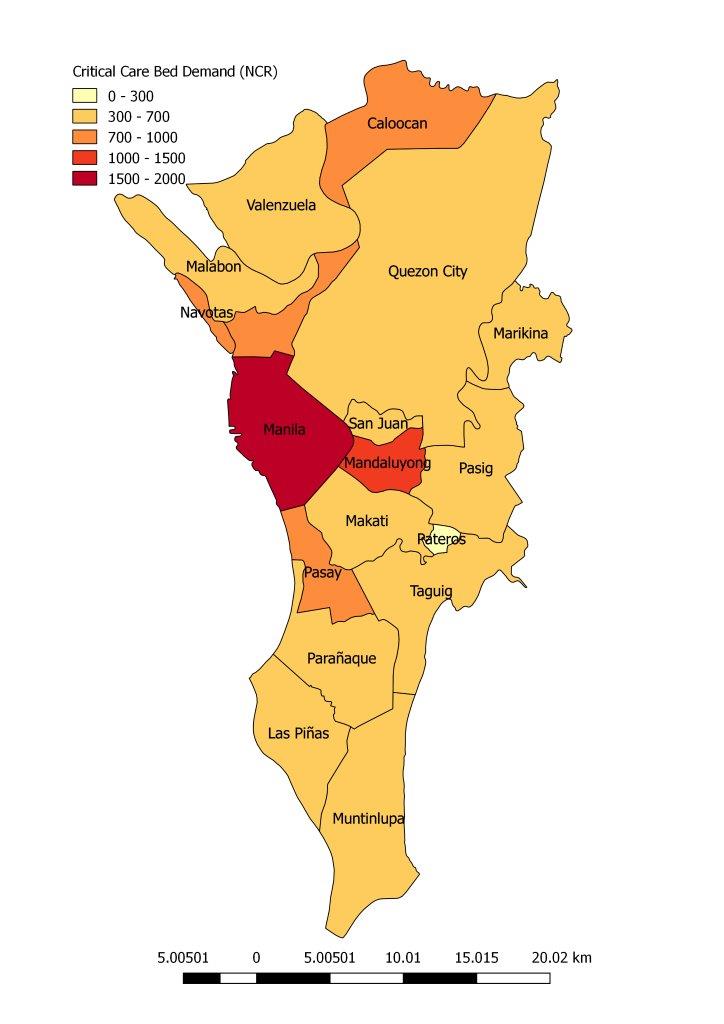 Critical Care Bed Demand (NCR)
0 - 300
300 - 700
700 - 1000
1000 - 1500
1500 - 2000
Caloocan
Valenzuela
Malabon
Quezon City
Navotas
Marikina
San Juan
Manila
Mandaluyong
Pasig
Makati
Pateros
Pasay
Taguig
Parañaque
Las Piñas
Muntinlupa
5.00501 0 5.00501 10.01 15.015 20.02 km